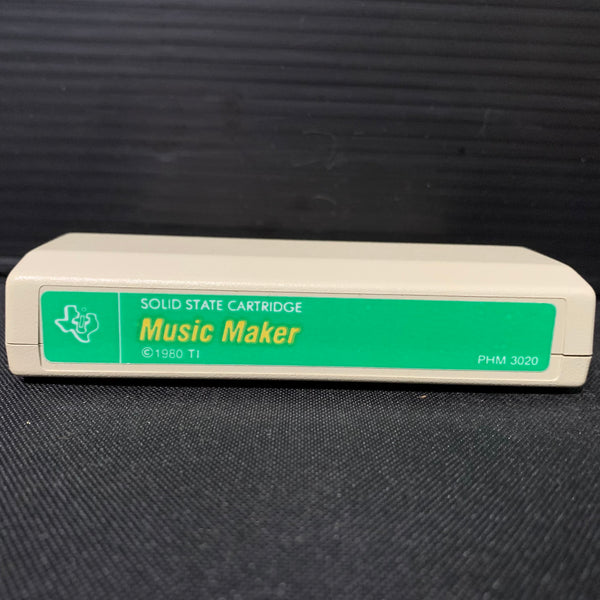 SOLID STATE CARTRIDGE
Music Maker
©1980 TI
PHM 3020